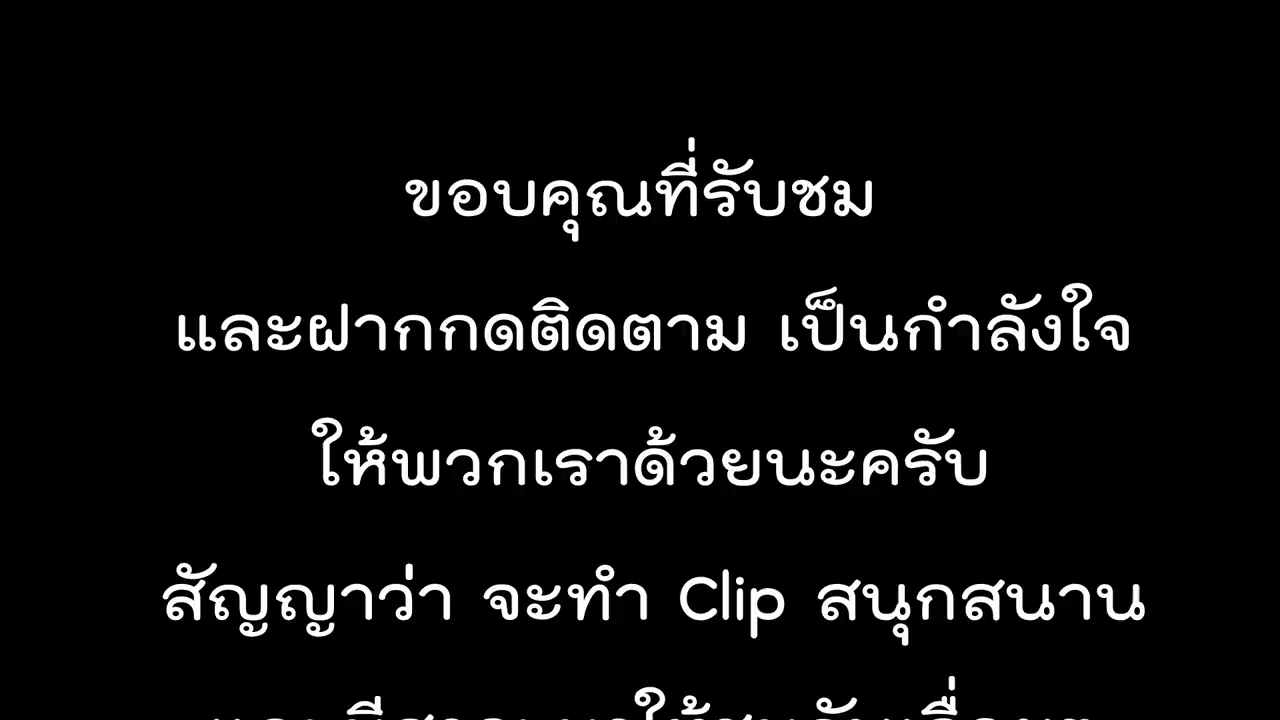 ขอบคุณที่รับชม
และฝากกดติดตาม เป็นกำลังใจ
ให้พวกเราด้วยนะครับ
สัญญาว่า จะทำ Clip สนุกสนาน